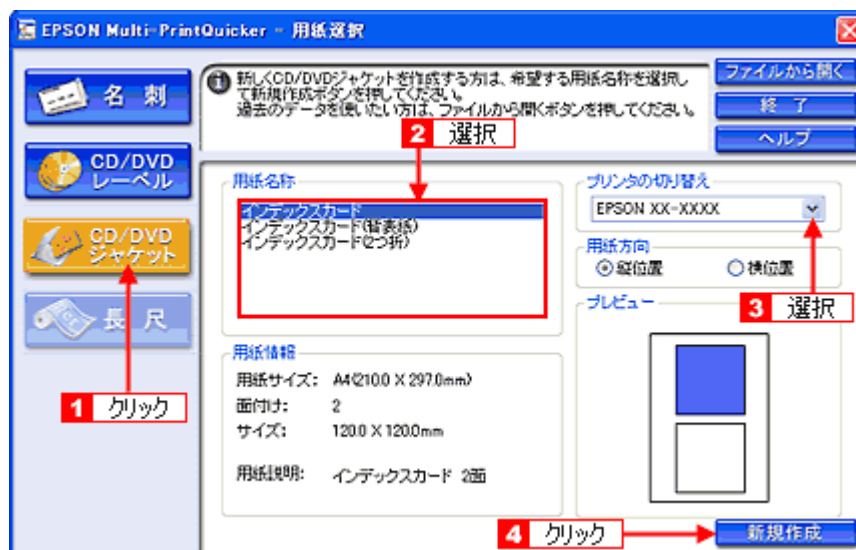 EPSON Multi-PrintQuicker - 用紙選択
名 刺
CD/DVD
レーベル
CD/DVD
ジャケット
長 尺
1 クリック
新しくCD/DVDジャケットを作成する方は、希望する用紙名称を選択し
て新規作成ボタンを押してください。
過去のデータを使いたい方は、ファイルから開くボタンを押してください。
ファイルから開く
終 了
ヘルプ
2 選択
用紙名称
インデックスカード
インデックスカード(背表紙)
インデックスカード(2つ折)
プリンタの切り替え
EPSON XX-XXXX
用紙方向
縦位置
横位置
3 選択
プレビュー
用紙情報
用紙サイズ: A4(210.0 X 297.0mm)
面付け: 2
サイズ: 120.0 X 120.0mm
用紙説明: インデックスカード 2面
4 クリック
新規作成